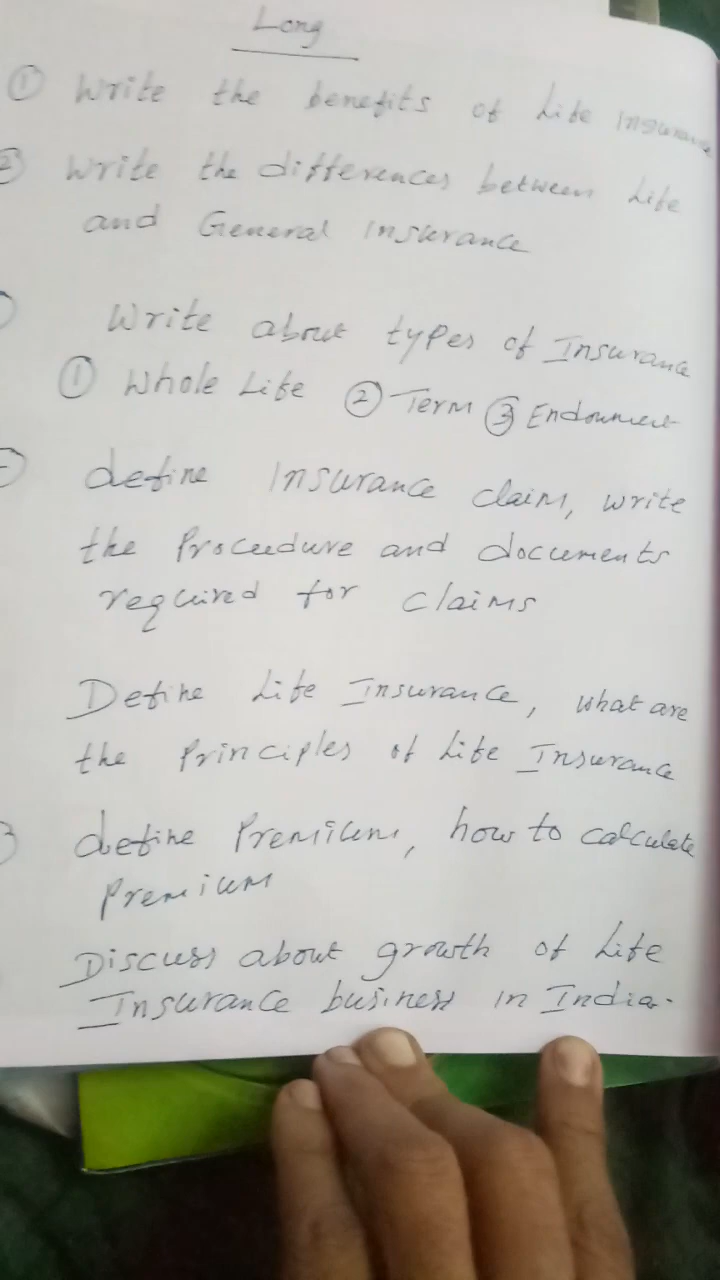 Long
① Write the benefits of Life Insurance
② Write the differences between Life
and General Insurance
Write about types of Insurance
① Whole Life ② Term ③ Endowment
define Insurance claim, write
the Proceedure and documents
required for claims
Define Life Insurance, what are
the Principles of Life Insurance
define Premium, how to calculate
Premium
Discuss about growth of Life
Insurance business in India.